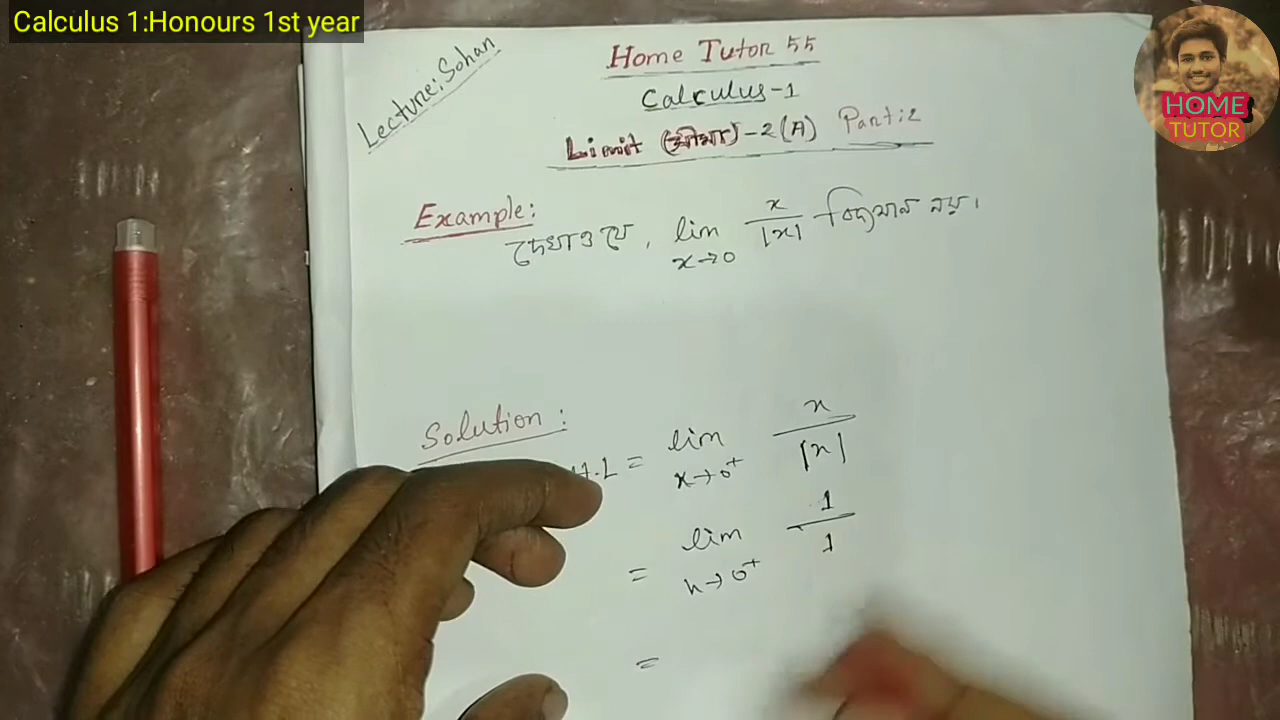 Calculus 1:Honours 1st year
Lecture: Sohan
Home Tutor 55
Calculus-1
Limit (সীমা)-2(A) Part:2
HOME
TUTOR
Example:
দেখাও যে, lim x→0 x/|x| বিদ্যমান নয়।
Solution:
H.L = lim x→0⁺ x/|x|
= lim h→0⁺ 1/1
=